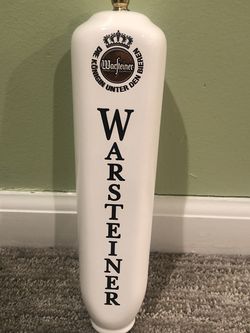 DIE KÖNIGIN UNTER DEN BIEREN
Warsteiner
WARSTEINER